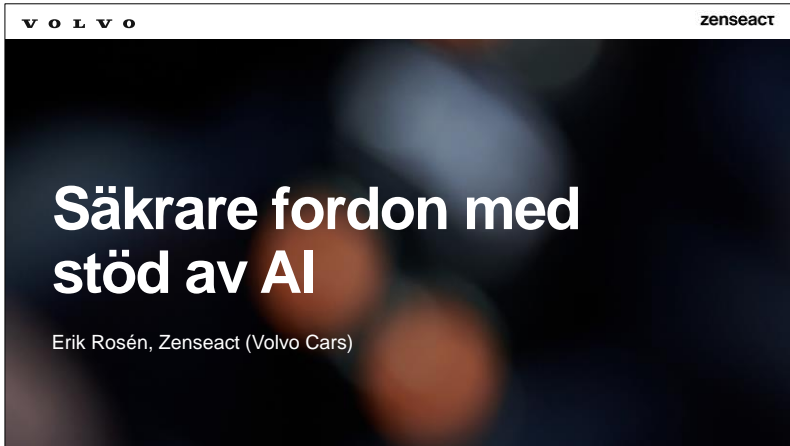 VOLVO
zenseact
Säkrare fordon med
stöd av AI
Erik Rosén, Zenseact (Volvo Cars)